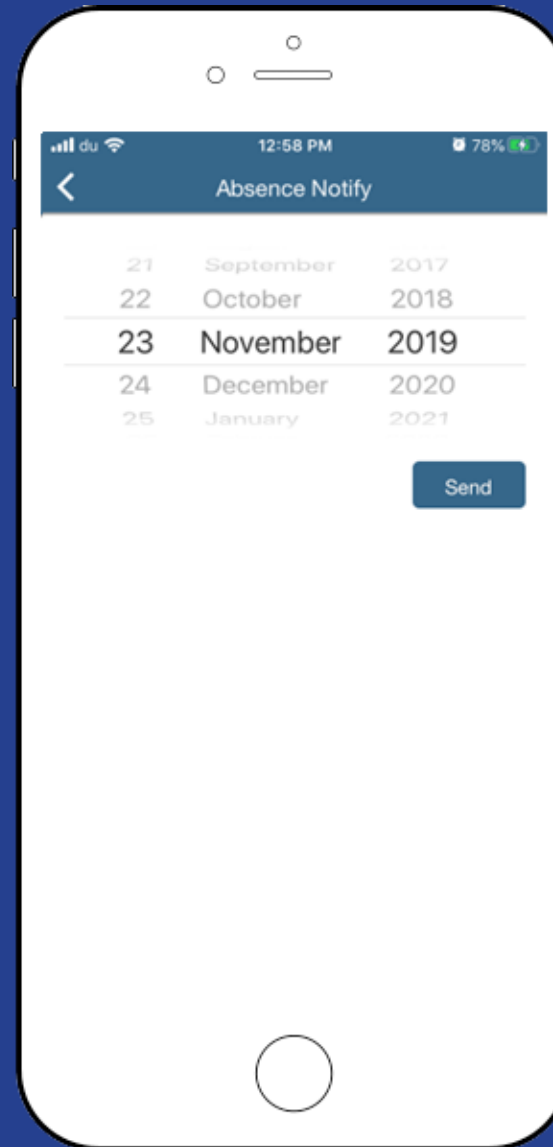 du 12:58 PM 78%
Absence Notify
21 September 2017
22 October 2018
23 November 2019
24 December 2020
25 January 2021
Send